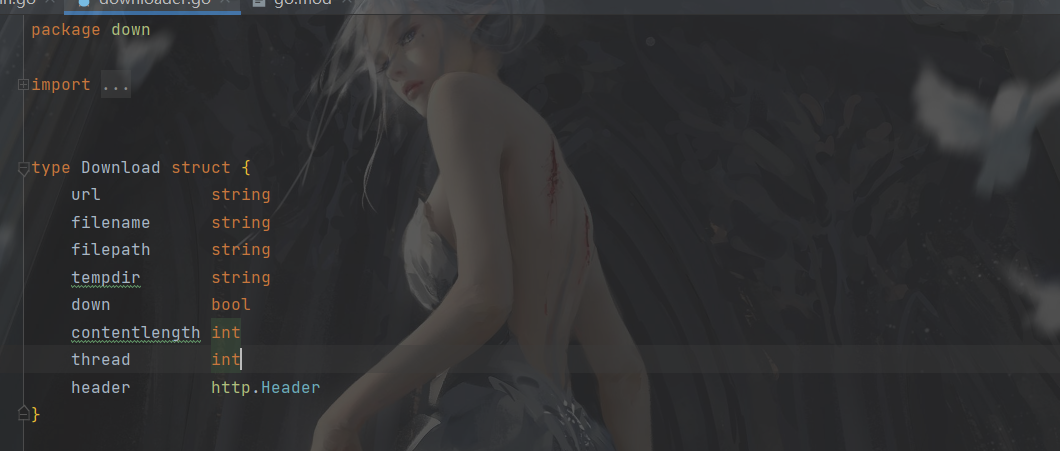 downloader.go go.mod
package down
import ...
type Download struct {
url string
filename string
filepath string
tempdir string
down bool
contentlength int
thread int
header http.Header
}